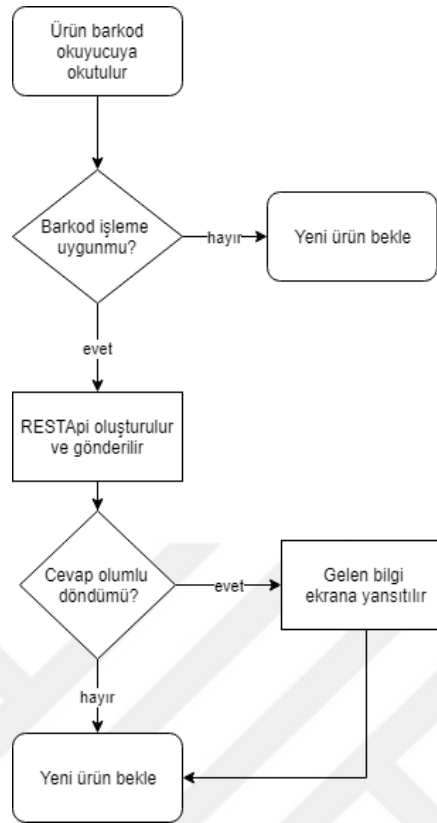 Ürün barkod
okuyucuya
okutulur
Barkod işleme
uygunmu?
hayır
Yeni ürün bekle
evet
RESTApi oluşturulur
ve gönderilir
Cevap olumlu
döndümü?
evet
Gelen bilgi
ekrana yansıtılır
hayır
Yeni ürün bekle